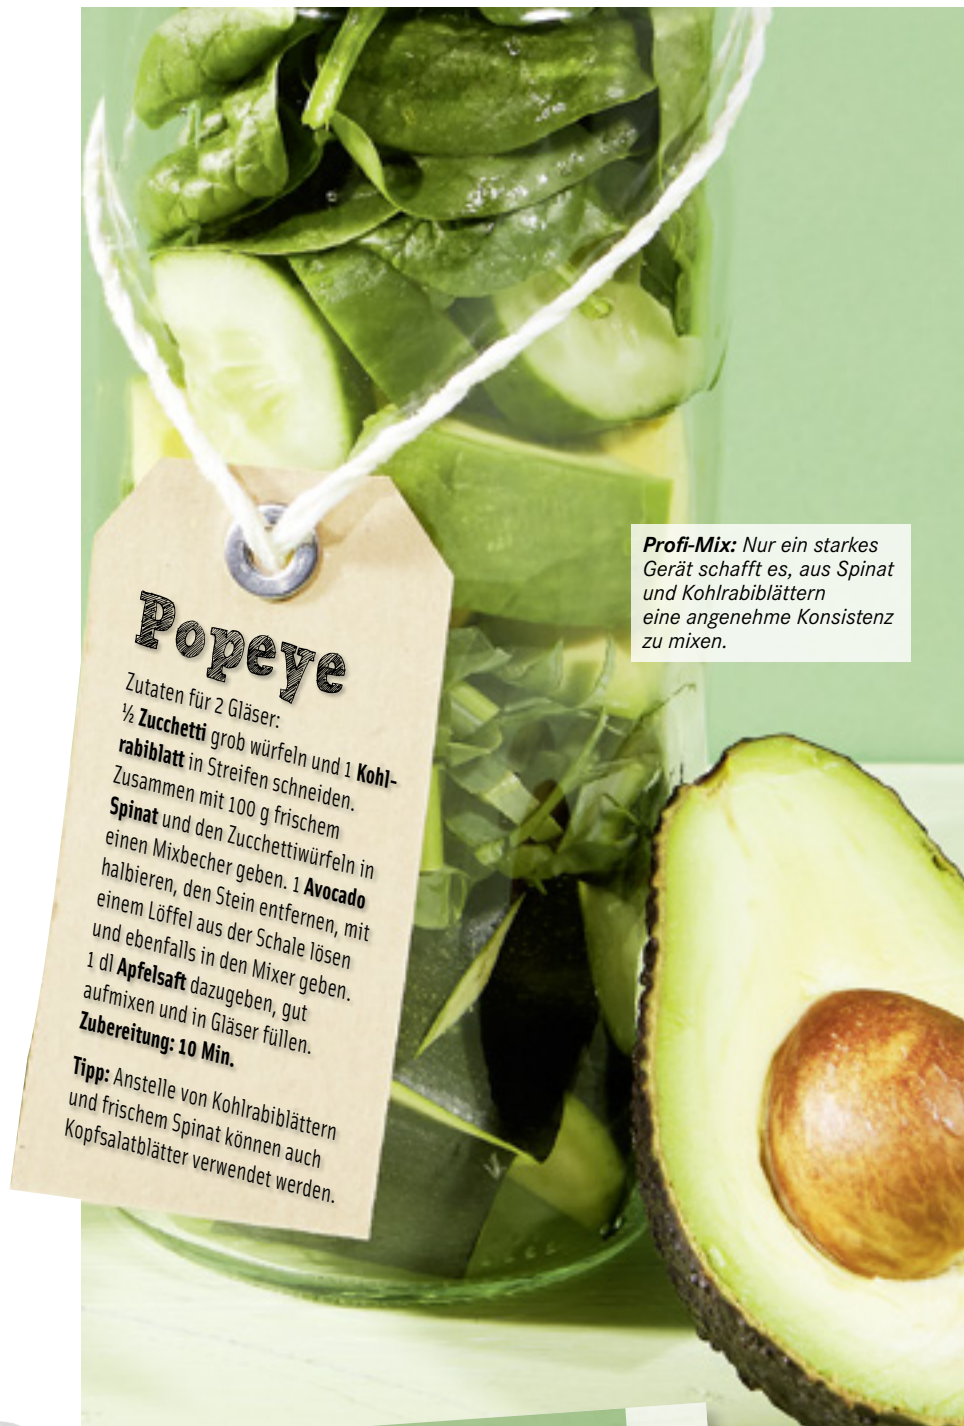 Profi-Mix: Nur ein starkes
Gerät schafft es, aus Spinat
und Kohlrabiblättern
eine angenehme Konsistenz
zu mixen.
Popeye
Zutaten für 2 Gläser:
½ Zucchetti grob würfeln und 1 Kohl-
rabiblatt in Streifen schneiden.
Zusammen mit 100 g frischem
Spinat und den Zucchettiwürfeln in
einen Mixbecher geben. 1 Avocado
halbieren, den Stein entfernen, mit
einem Löffel aus der Schale lösen
und ebenfalls in den Mixer geben.
1 dl Apfelsaft dazugeben, gut
aufmixen und in Gläser füllen.
Zubereitung: 10 Min.
Tipp: Anstelle von Kohlrabiblättern
und frischem Spinat können auch
Kopfsalatblätter verwendet werden.